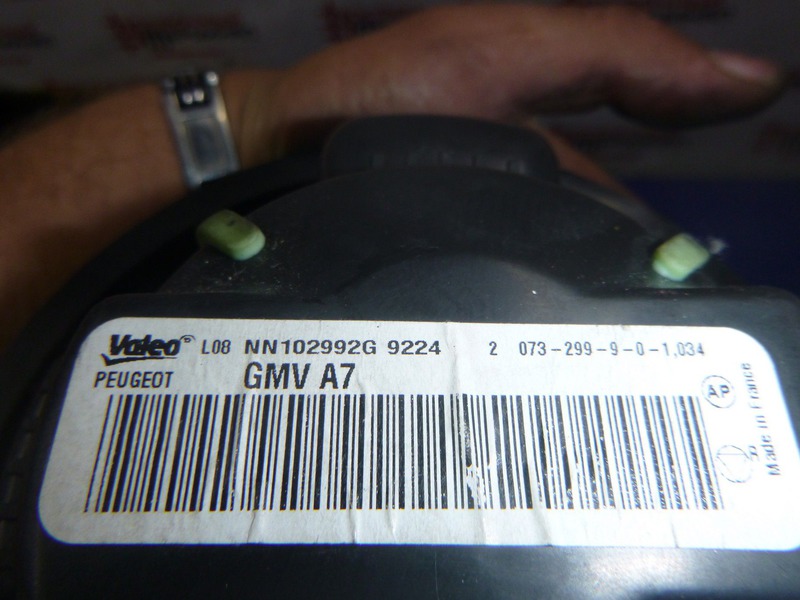 Valeo L08 NN102992G 9224 2 073-299-9-0-1,034
PEUGEOT GMV A7
AP
R
Made in France